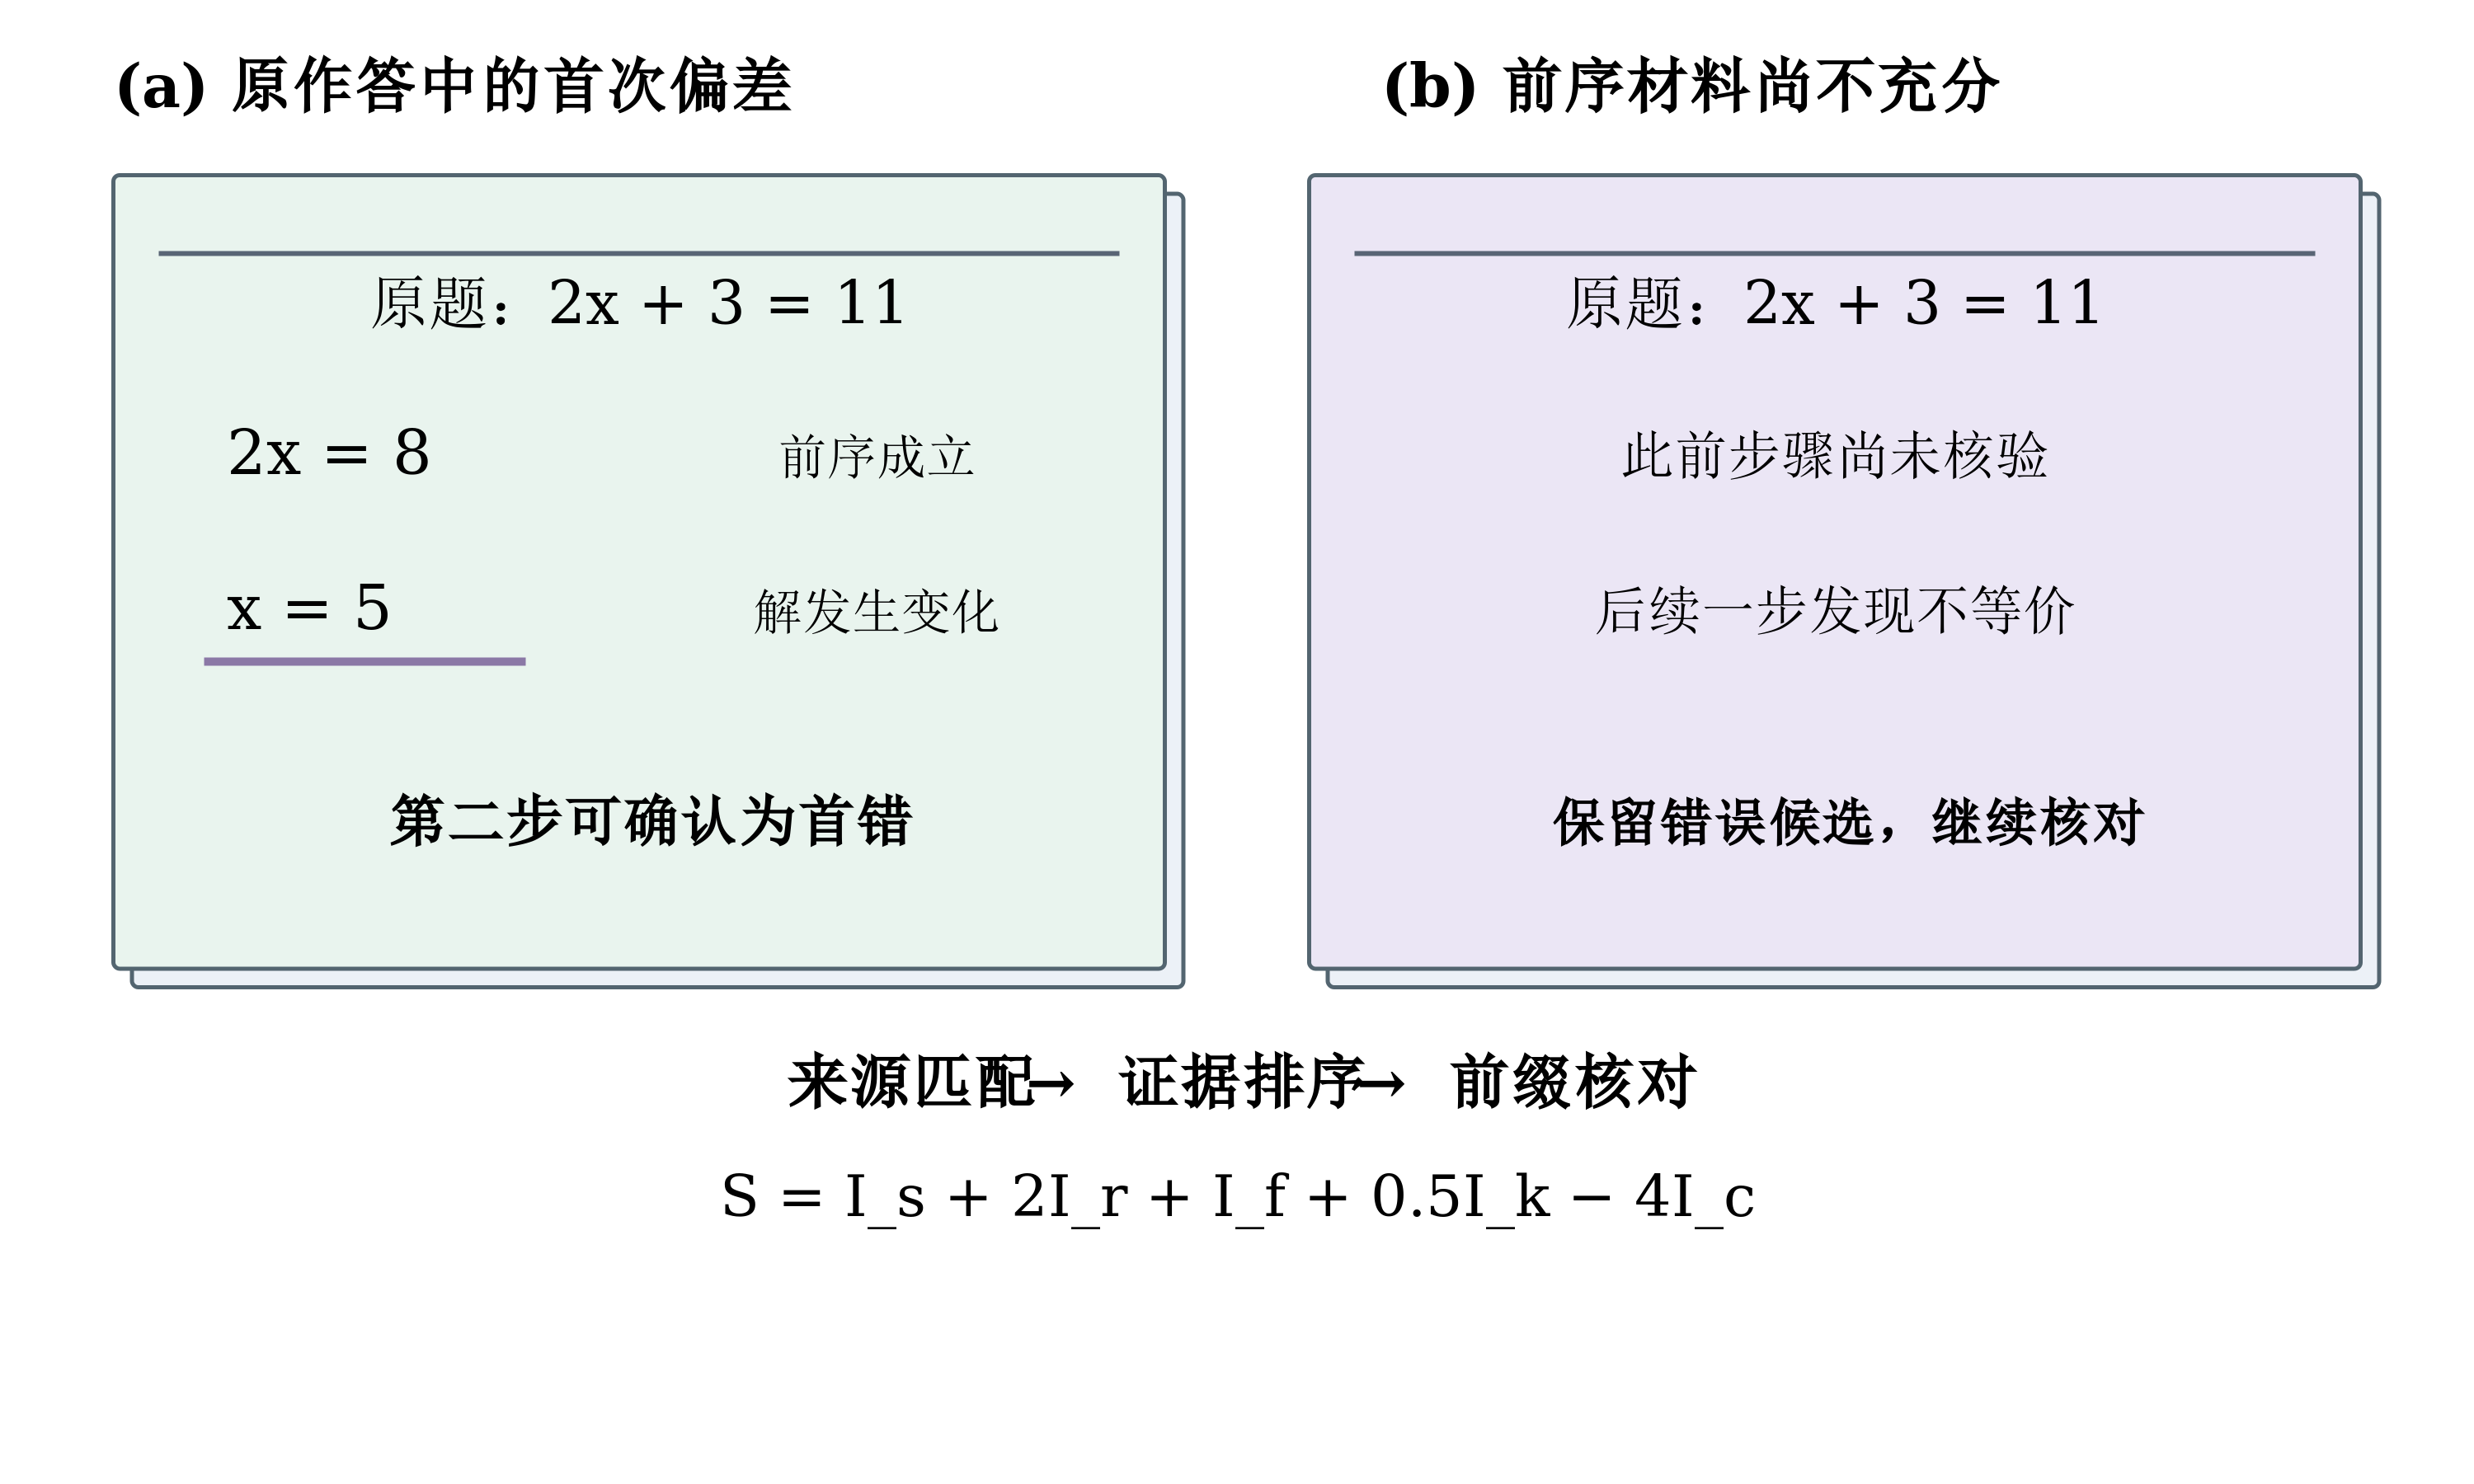 (a) 原作答中的首次偏差
原题：2x + 3 = 11
2x = 8 前序成立
x = 5 解发生变化
第二步可确认为首错
(b) 前序材料尚不充分
原题：2x + 3 = 11
此前步骤尚未核验
后续一步发现不等价
保留错误候选，继续核对
来源匹配→ 证据排序→ 前缀核对
S = I_s + 2I_r + I_f + 0.5I_k − 4I_c